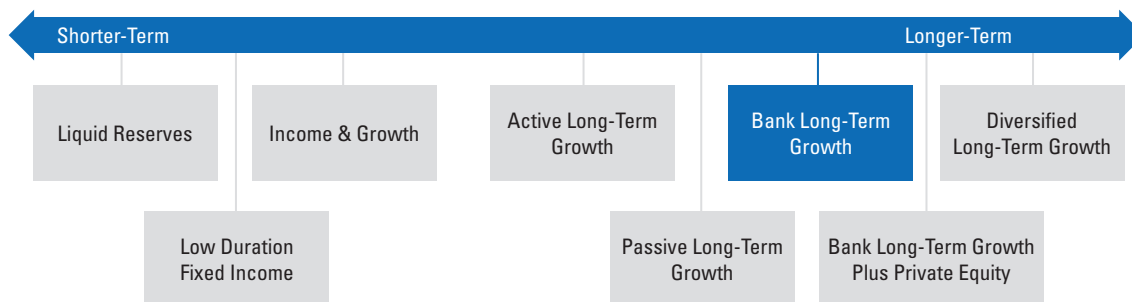 Shorter-Term
Longer-Term
Liquid Reserves
Income & Growth
Active Long-Term
Growth
Bank Long-Term
Growth
Diversified
Long-Term Growth
Low Duration
Fixed Income
Passive Long-Term
Growth
Bank Long-Term Growth
Plus Private Equity